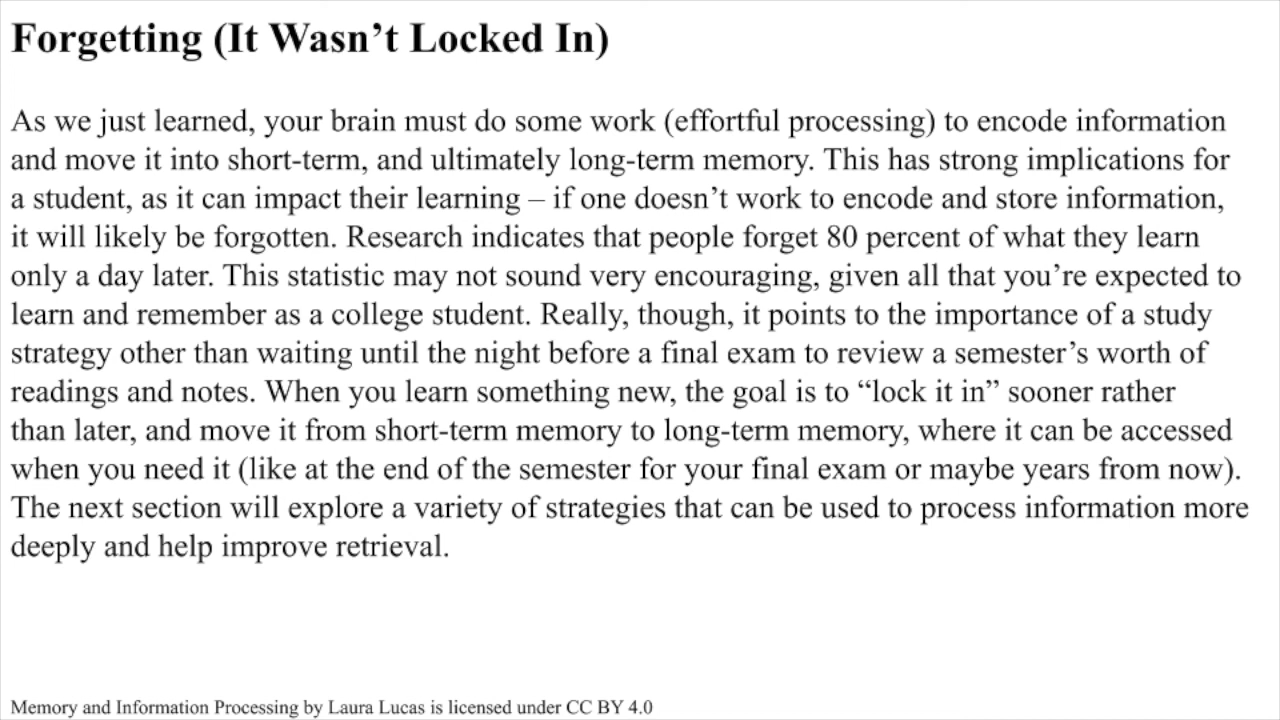 Forgetting (It Wasn’t Locked In)
As we just learned, your brain must do some work (effortful processing) to encode information
and move it into short-term, and ultimately long-term memory. This has strong implications for
a student, as it can impact their learning – if one doesn’t work to encode and store information,
it will likely be forgotten. Research indicates that people forget 80 percent of what they learn
only a day later. This statistic may not sound very encouraging, given all that you’re expected to
learn and remember as a college student. Really, though, it points to the importance of a study
strategy other than waiting until the night before a final exam to review a semester’s worth of
readings and notes. When you learn something new, the goal is to “lock it in” sooner rather
than later, and move it from short-term memory to long-term memory, where it can be accessed
when you need it (like at the end of the semester for your final exam or maybe years from now).
The next section will explore a variety of strategies that can be used to process information more
deeply and help improve retrieval.
Memory and Information Processing by Laura Lucas is licensed under CC BY 4.0